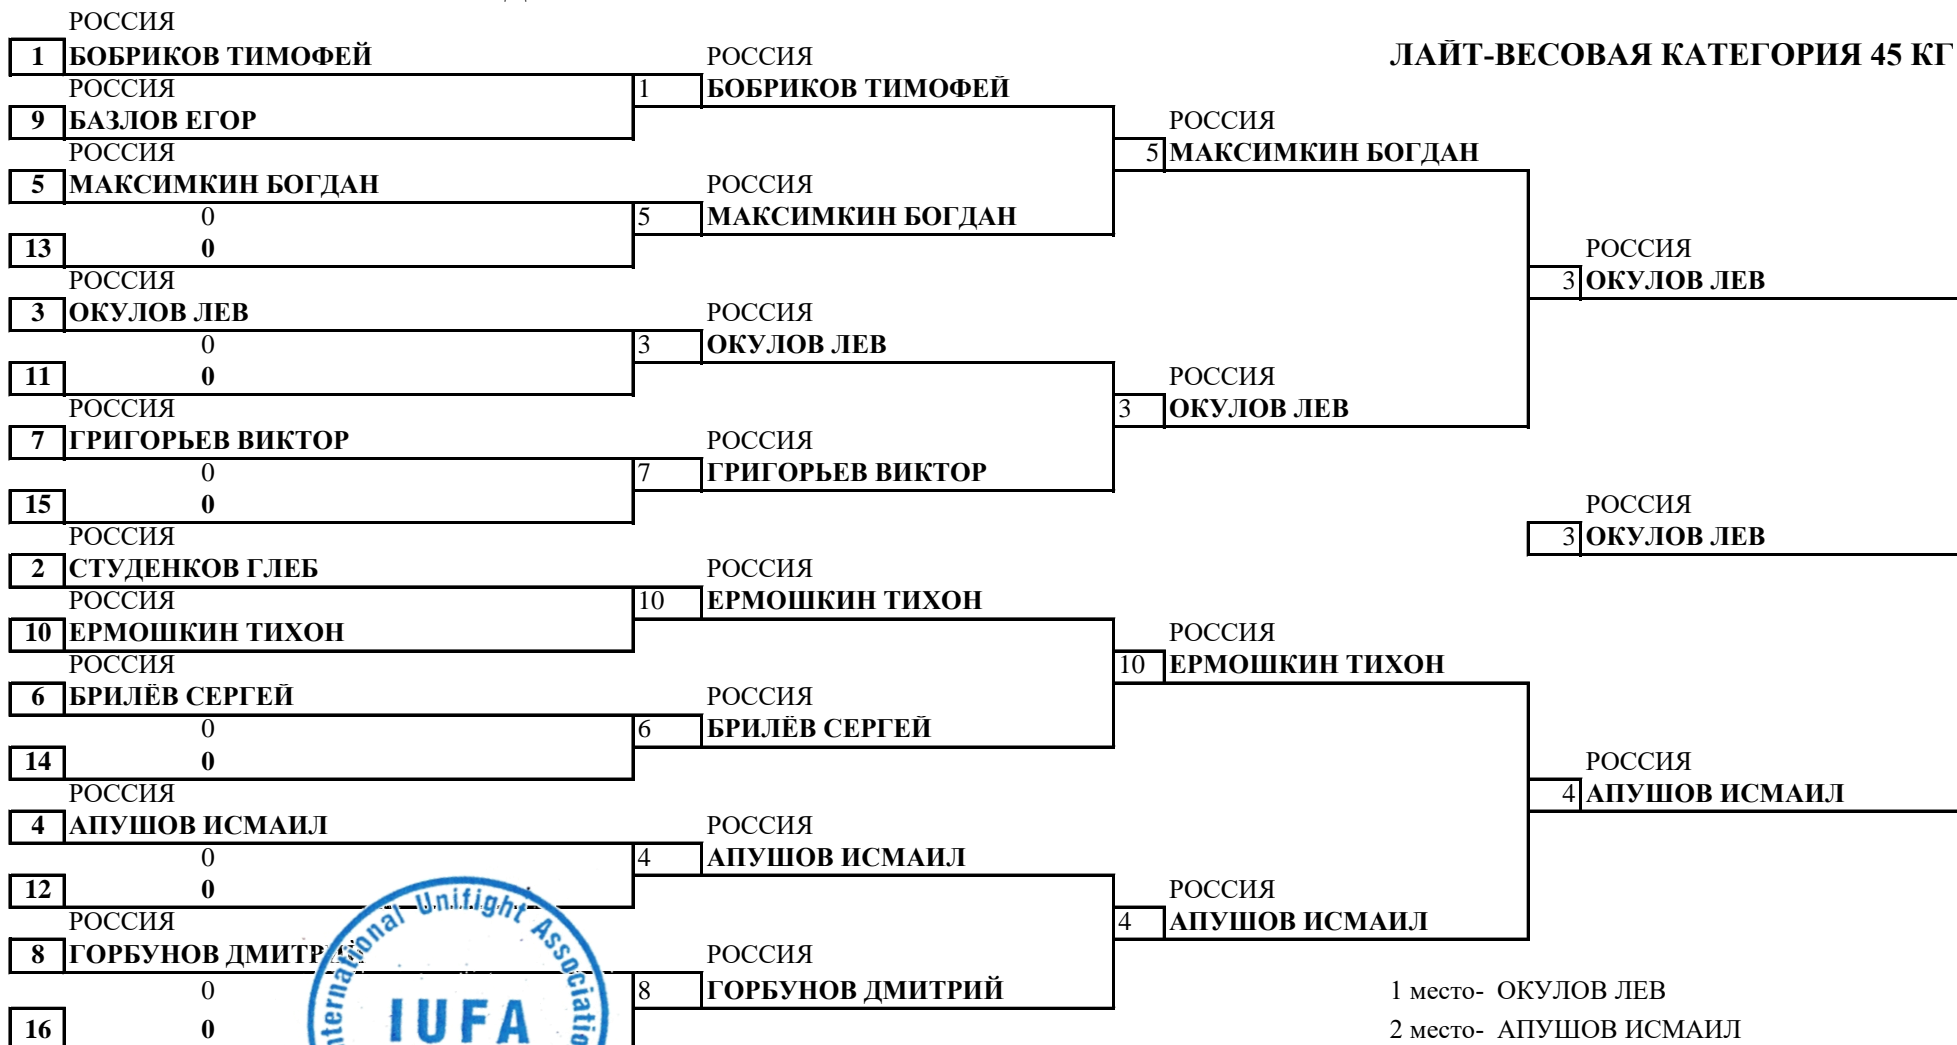 РОССИЯ
1 БОБРИКОВ ТИМОФЕЙ РОССИЯ ЛАЙТ-ВЕСОВАЯ КАТЕГОРИЯ 45 КГ
РОССИЯ 1 БОБРИКОВ ТИМОФЕЙ
9 БАЗЛОВ ЕГОР РОССИЯ
РОССИЯ 5 МАКСИМКИН БОГДАН
5 МАКСИМКИН БОГДАН РОССИЯ
0 5 МАКСИМКИН БОГДАН
13 0 РОССИЯ
РОССИЯ 3 ОКУЛОВ ЛЕВ
3 ОКУЛОВ ЛЕВ РОССИЯ
0 3 ОКУЛОВ ЛЕВ
11 0 РОССИЯ
РОССИЯ 3 ОКУЛОВ ЛЕВ
7 ГРИГОРЬЕВ ВИКТОР РОССИЯ
0 7 ГРИГОРЬЕВ ВИКТОР
15 0 РОССИЯ
РОССИЯ 3 ОКУЛОВ ЛЕВ
2 СТУДЕНКОВ ГЛЕБ РОССИЯ
РОССИЯ 10 ЕРМОШКИН ТИХОН
10 ЕРМОШКИН ТИХОН РОССИЯ
РОССИЯ 10 ЕРМОШКИН ТИХОН
6 БРИЛЁВ СЕРГЕЙ РОССИЯ
0 6 БРИЛЁВ СЕРГЕЙ
14 0 РОССИЯ
РОССИЯ 4 АПУШОВ ИСМАИЛ
4 АПУШОВ ИСМАИЛ РОССИЯ
0 4 АПУШОВ ИСМАИЛ
12 0 РОССИЯ
РОССИЯ 4 АПУШОВ ИСМАИЛ
8 ГОРБУНОВ ДМИТРИЙ РОССИЯ
0 8 ГОРБУНОВ ДМИТРИЙ 1 место- ОКУЛОВ ЛЕВ
16 0 2 место- АПУШОВ ИСМАИЛ
International Unifight Association
IUFA